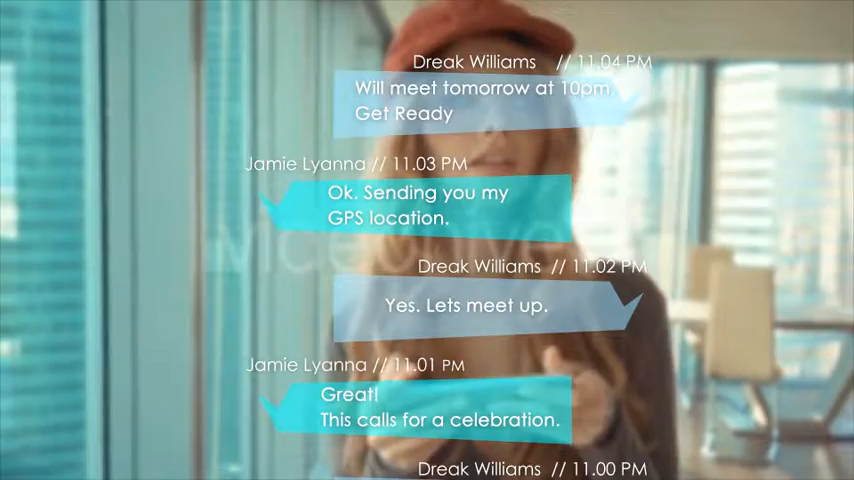 Dreak Williams // 11.04 PM
Will meet tomorrow at 10pm.
Get Ready
Jamie Lyanna // 11.03 PM
Ok. Sending you my
GPS location.
Dreak Williams // 11.02 PM
Yes. Lets meet up.
Jamie Lyanna // 11.01 PM
Great!
This calls for a celebration.
Dreak Williams // 11.00 PM